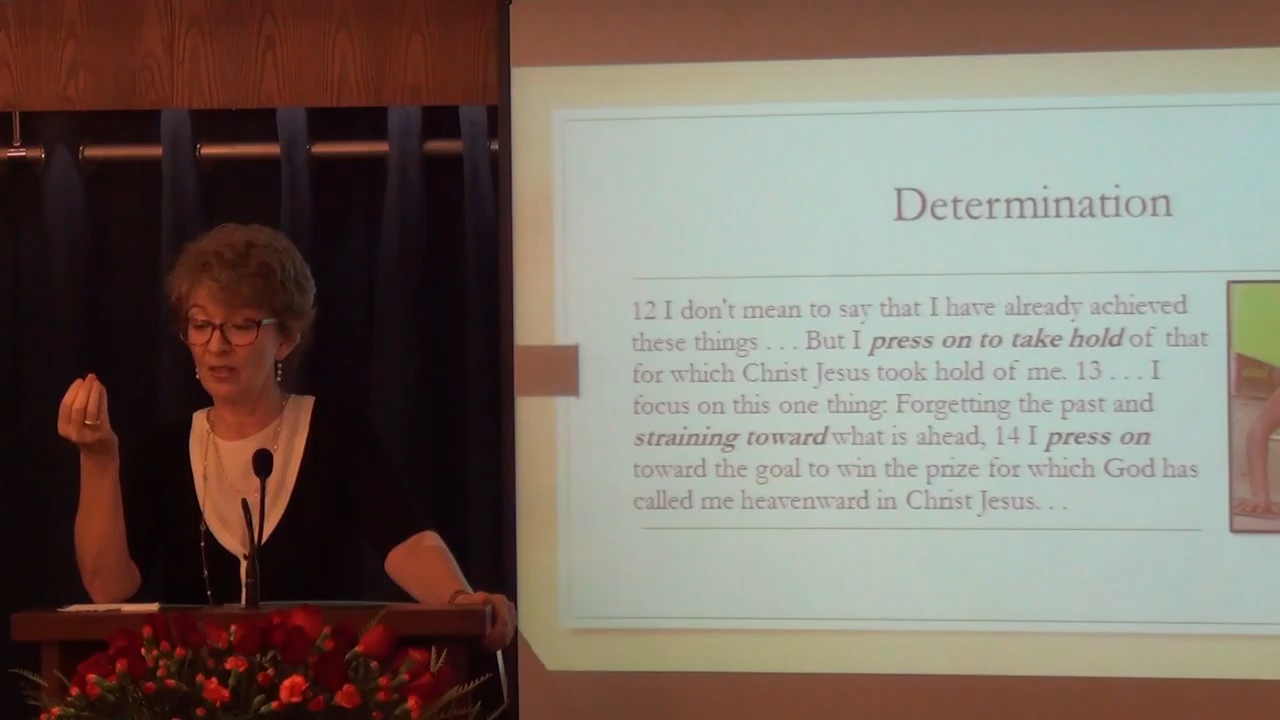 Determination
12 I don't mean to say that I have already achieved
these things . . . But I press on to take hold of that
for which Christ Jesus took hold of me. 13 . . . I
focus on this one thing: Forgetting the past and
straining toward what is ahead, 14 I press on
toward the goal to win the prize for which God has
called me heavenward in Christ Jesus. . .